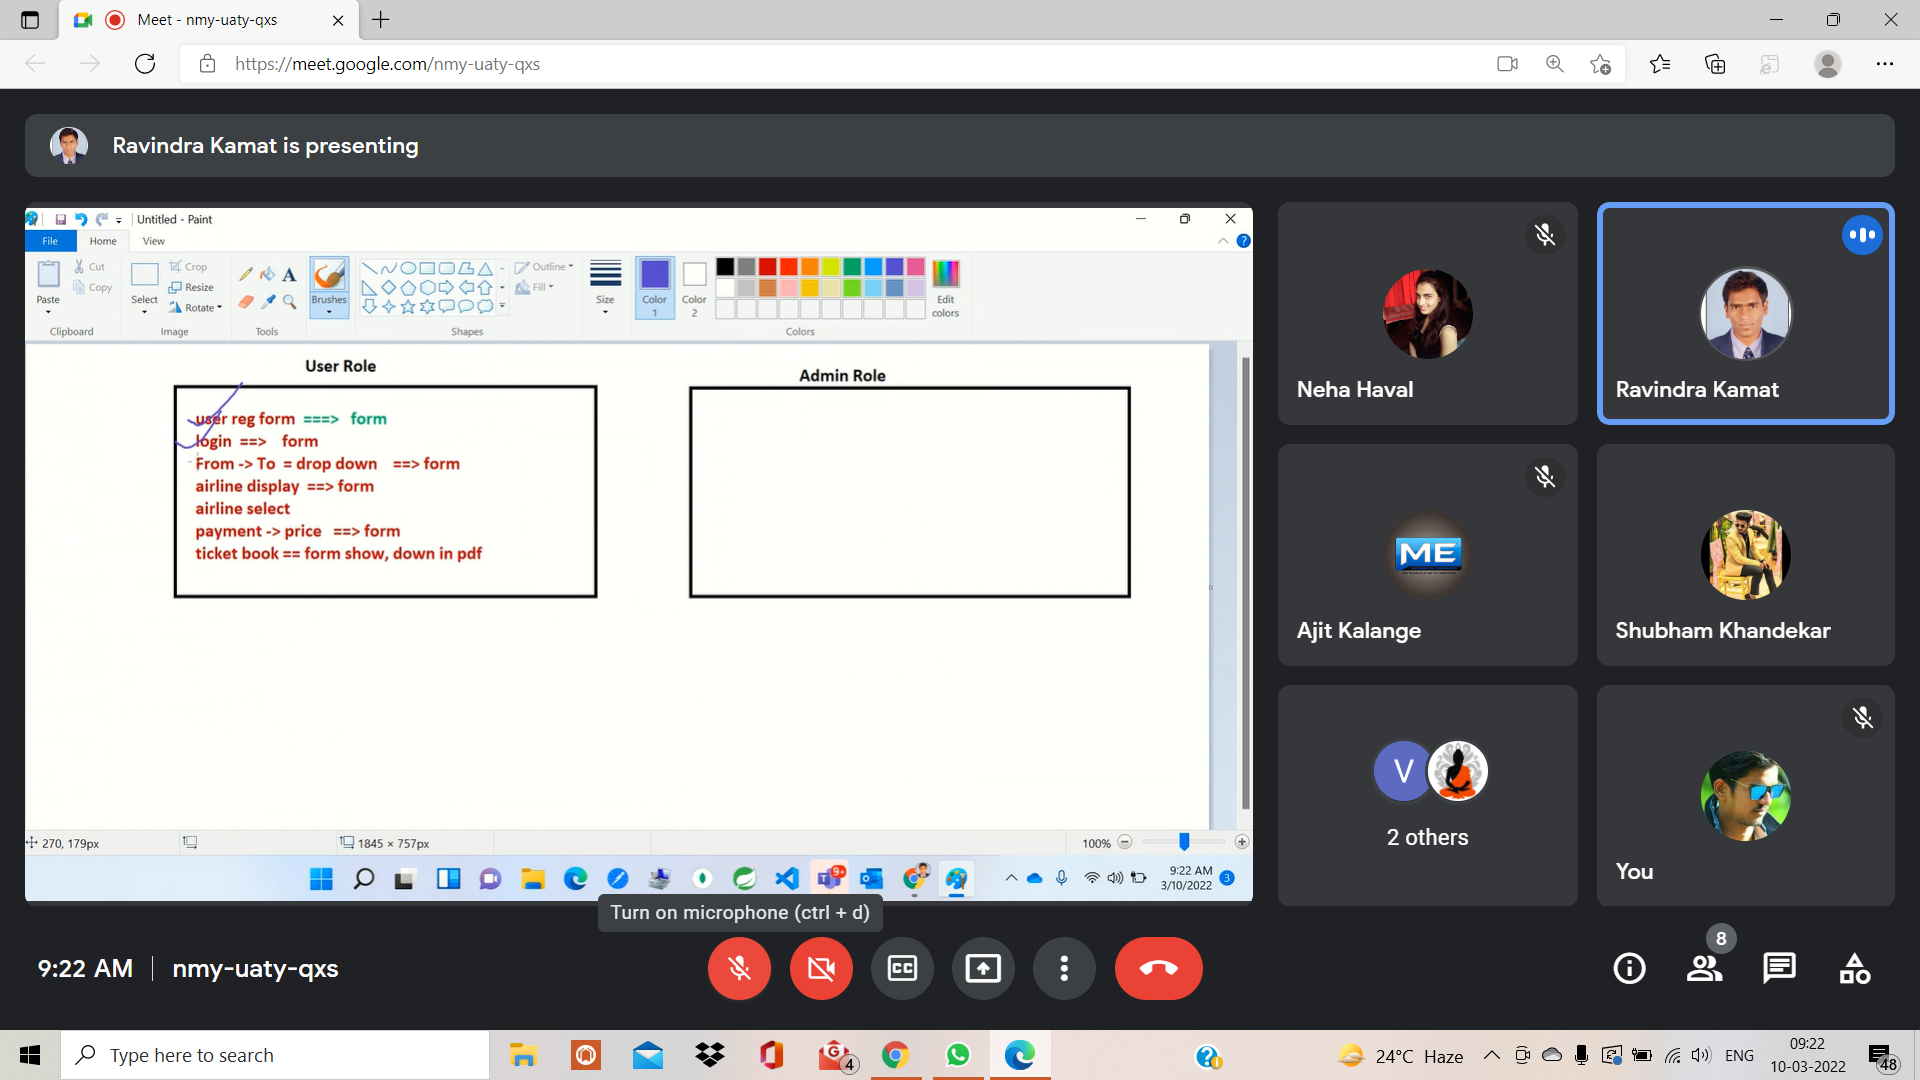 Meet - nmy-uaty-qxs
https://meet.google.com/nmy-uaty-qxs
Ravindra Kamat is presenting
Untitled - Paint
File Home View
Paste
Cut
Copy
Clipboard
Select
Crop
Resize
Rotate
Image
Tools
Brushes
Outline
Fill
Shapes
Size
Color 1
Color 2
Edit colors
Colors
User Role
user reg form ===> form
login ==> form
From -> To = drop down ==> form
airline display ==> form
airline select
payment -> price ==> form
ticket book == form show, down in pdf
Admin Role
270, 179px
1845 × 757px
100%
9+
9:22 AM
3/10/2022
3
Neha Haval
Ravindra Kamat
ME
Ajit Kalange
Shubham Khandekar
V
2 others
You
Turn on microphone (ctrl + d)
9:22 AM | nmy-uaty-qxs
CC
8
Type here to search
4
24°C Haze
ENG
09:22
10-03-2022
48